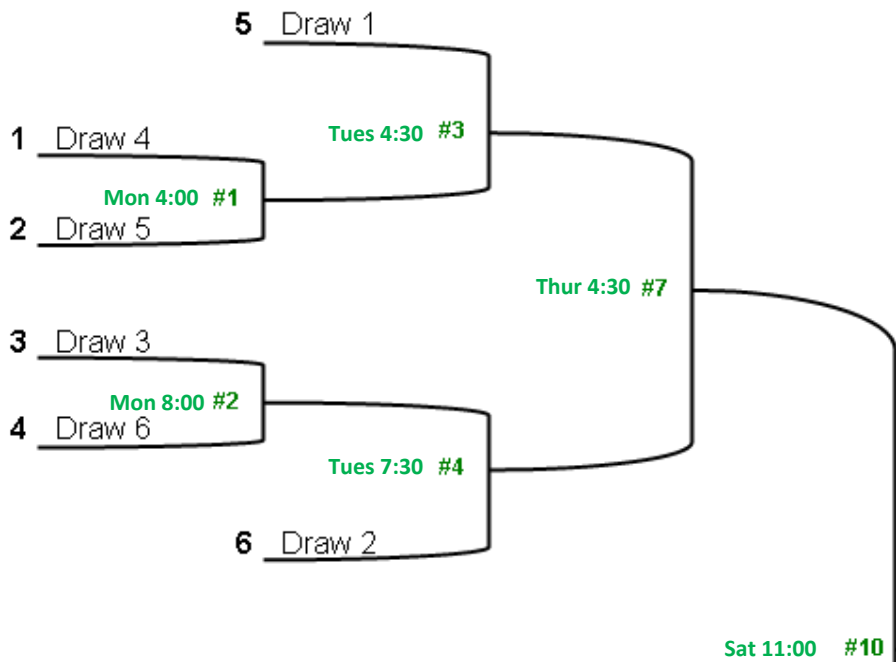 5 Draw 1
Tues 4:30 #3
1 Draw 4
Mon 4:00 #1
2 Draw 5
Thur 4:30 #7
3 Draw 3
Mon 8:00 #2
4 Draw 6
Tues 7:30 #4
6 Draw 2
Sat 11:00 #10